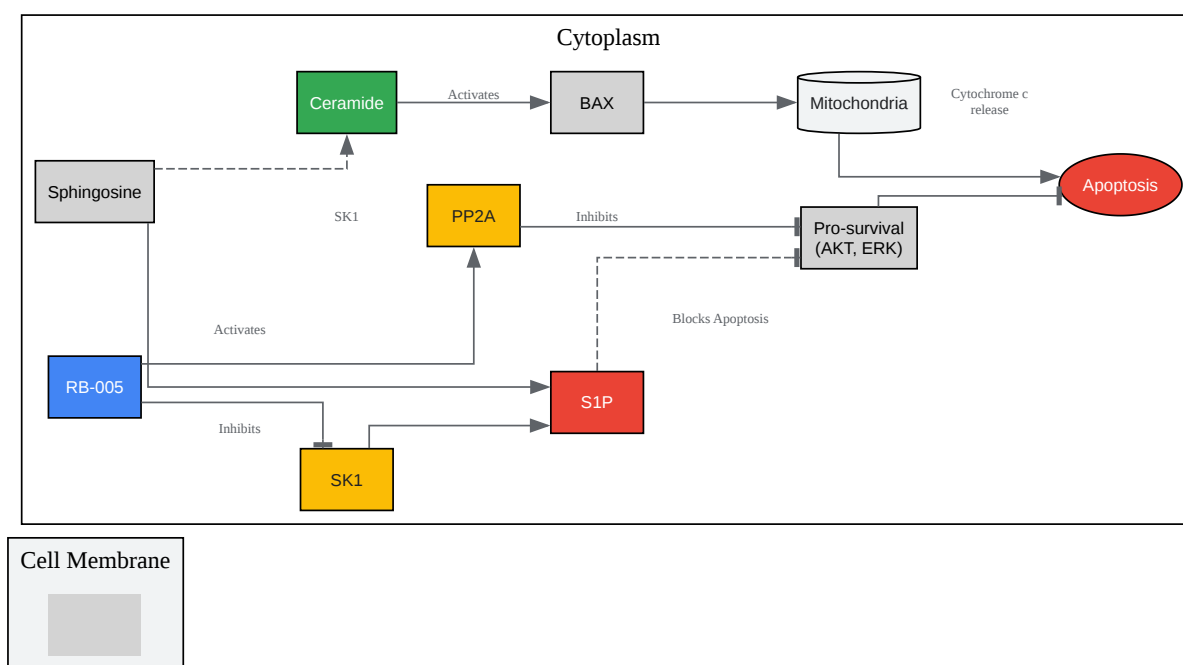 Cytoplasm
Ceramide
Activates
BAX
Mitochondria
Cytochrome c
release
Sphingosine
SK1
PP2A
Inhibits
Apoptosis
Pro-survival
(AKT, ERK)
Activates
Blocks Apoptosis
RB-005
S1P
Inhibits
SK1
Cell Membrane